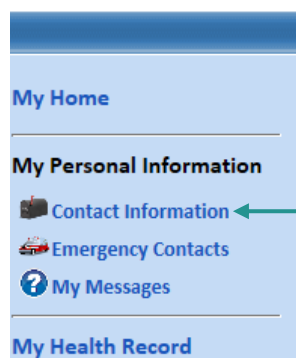 My Home
My Personal Information
Contact Information
Emergency Contacts
My Messages
My Health Record